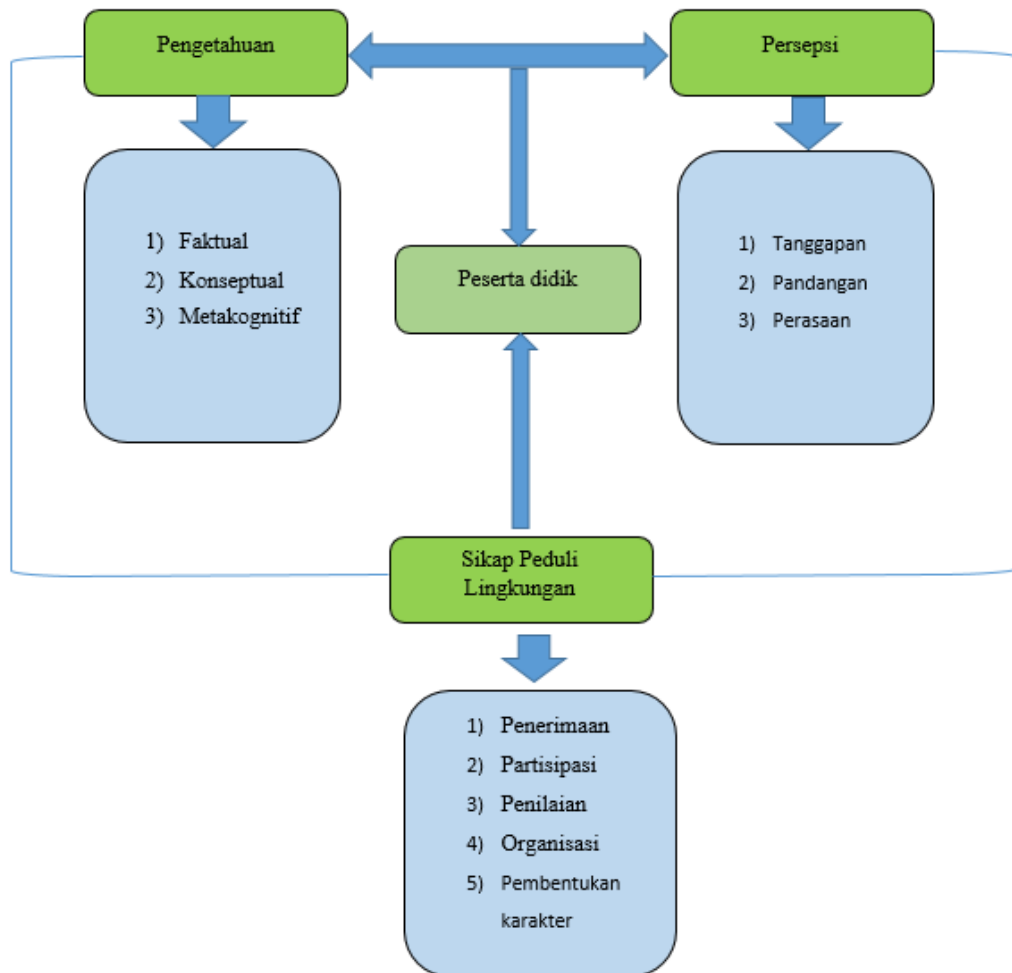 Pengetahuan
Persepsi
1) Faktual
2) Konseptual
3) Metakognitif
Peserta didik
1) Tanggapan
2) Pandangan
3) Perasaan
Sikap Peduli
Lingkungan
1) Penerimaan
2) Partisipasi
3) Penilaian
4) Organisasi
5) Pembentukan
karakter